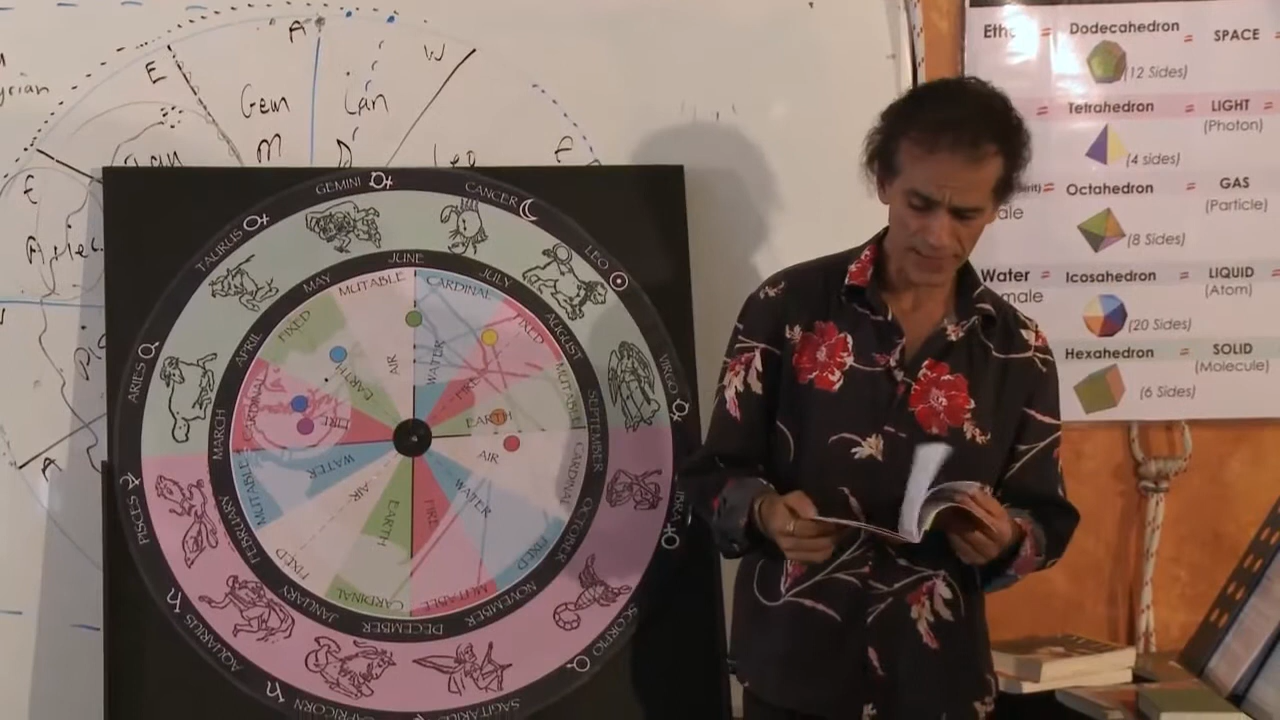 yrian
A
E
Gem
W
Leo
E
E
A
GEMINI
CANCER
TAURUS
LEO
ARIES
VIRGO
PISCES
LIBRA
AQUARIUS
SCORPIO
CAPRICORN
SAGITARIUS
JUNE
MAY
JULY
APRIL
AUGUST
MARCH
SEPTEMBER
FEBRUARY
OCTOBER
JANUARY
NOVEMBER
DECEMBER
MUTABLE
CARDINAL
FIXED
FIXED
CARDINAL
MUTABLE
MUTABLE
CARDINAL
FIXED
FIXED
CARDINAL
MUTABLE
AIR
WATER
EARTH
FIRE
FIRE
EARTH
WATER
AIR
AIR
WATER
EARTH
FIRE
= Dodecahedron = SPACE
(12 Sides)
= Tetrahedron = LIGHT =
(Photon)
(4 sides)
= Octahedron = GAS
(Particle)
(8 Sides)
Water = Icosahedron = LIQUID =
(Atom)
(20 Sides)
Hexahedron = SOLID
(Molecule)
(6 Sides)